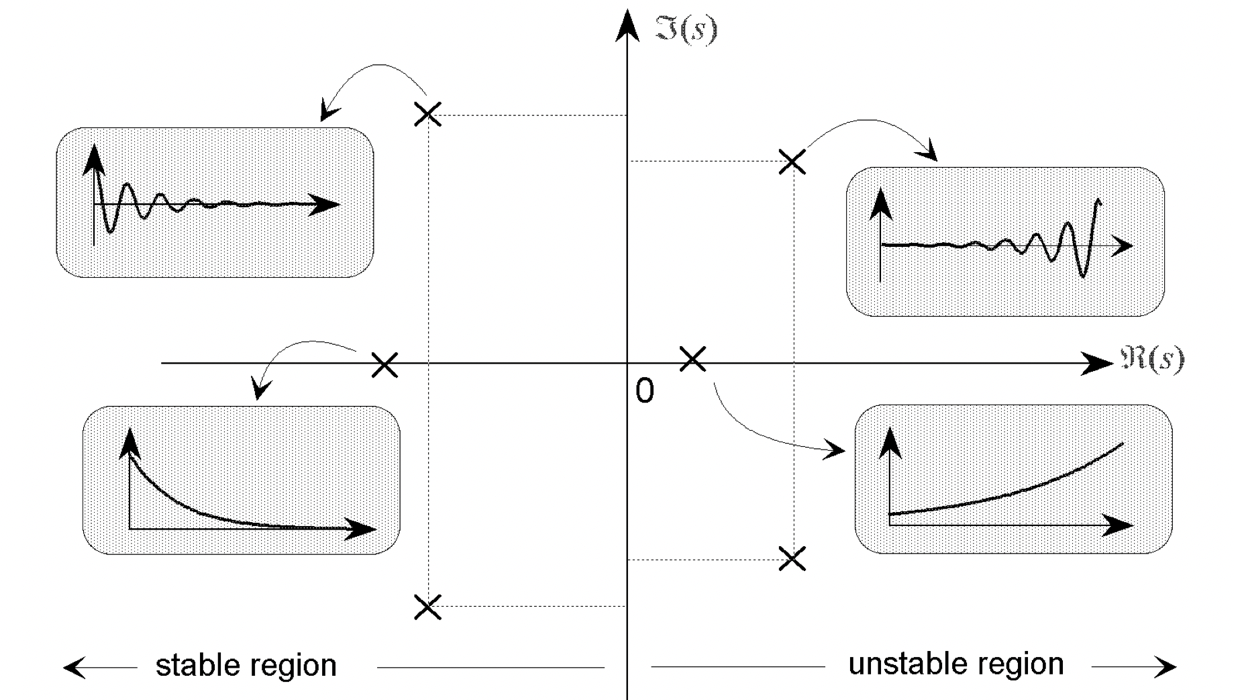 ℑ(s)
ℜ(s)
0
stable region
unstable region